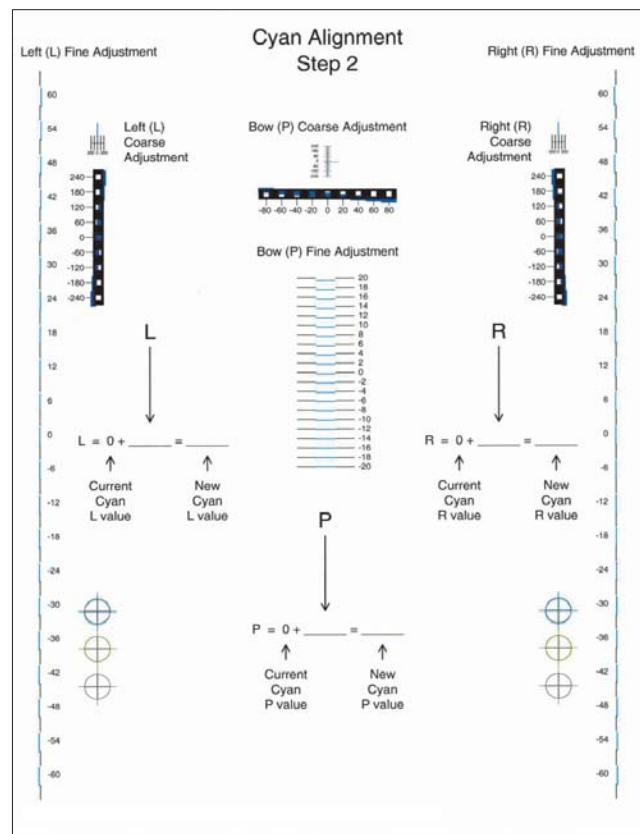 Cyan Alignment
Step 2
Left (L) Fine Adjustment
Right (R) Fine Adjustment
60
54
48
42
36
30
24
18
12
6
0
-6
-12
-18
-24
-30
-36
-42
-48
-54
-60
Left (L)
Coarse
Adjustment
240
180
120
60
0
-60
-120
-180
-240
Bow (P) Coarse Adjustment
-80 -60 -40 -20 0 20 40 60 80
Bow (P) Fine Adjustment
20
18
16
14
12
10
8
6
4
2
0
-2
-4
-6
-8
-10
-12
-14
-16
-18
-20
Right (R)
Coarse
Adjustment
240
180
120
60
0
-60
-120
-180
-240
L
L = 0 + ______ = ______
Current
Cyan
L value
New
Cyan
L value
R
R = 0 + ______ = ______
Current
Cyan
R value
New
Cyan
R value
P
P = 0 + ______ = ______
Current
Cyan
P value
New
Cyan
P value
60
54
48
42
36
30
24
18
12
6
0
-6
-12
-18
-24
-30
-36
-42
-48
-54
-60